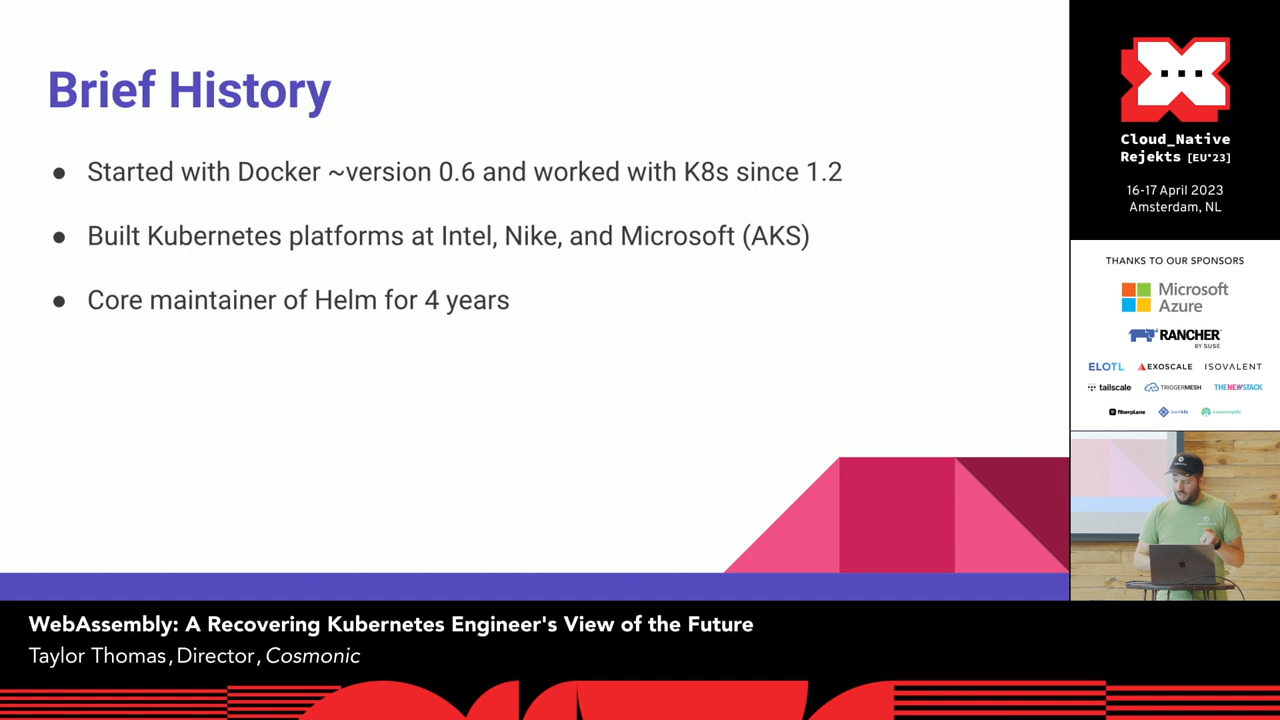 Brief History
● Started with Docker ~version 0.6 and worked with K8s since 1.2
● Built Kubernetes platforms at Intel, Nike, and Microsoft (AKS)
● Core maintainer of Helm for 4 years
Cloud_Native
Rejekts [EU*23]
16-17 April 2023
Amsterdam, NL
THANKS TO OUR SPONSORS
Microsoft
Azure
RANCHER
BY SUSE
ELOTL EXOSCALE ISOVALENT
tailscale TRIGGERMESH THENEWSTACK
fiberplane kubesimplify
WebAssembly: A Recovering Kubernetes Engineer's View of the Future
Taylor Thomas, Director, Cosmonic